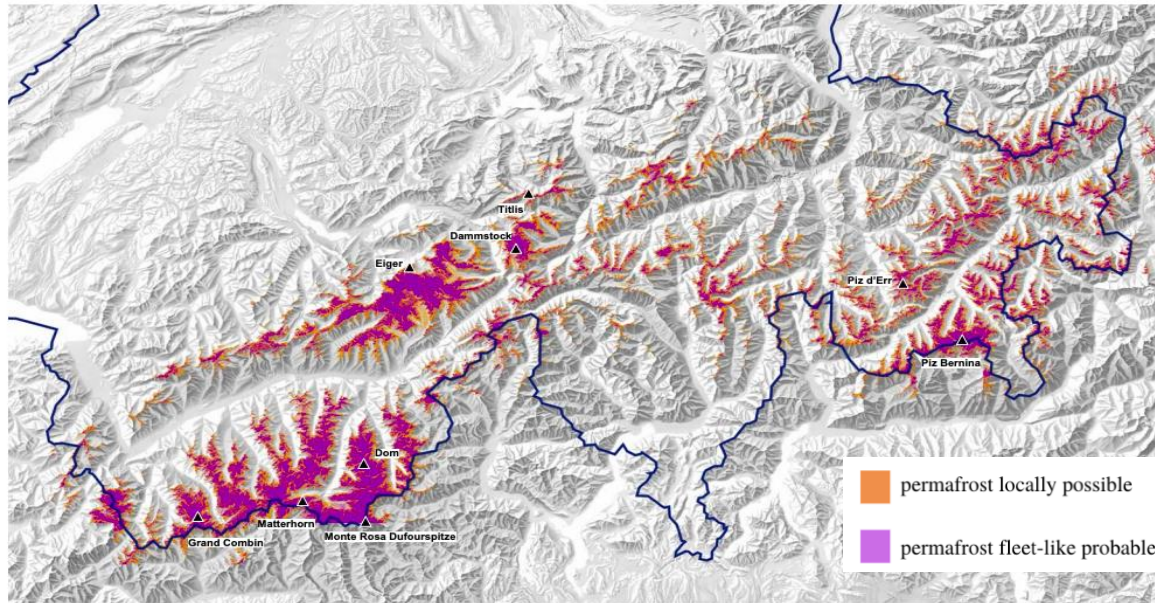 Titlis
Dammstock
Eiger
Piz d'Err
Piz Bernina
Dom
Matterhorn
Grand Combin
Monte Rosa Dufourspitze
permafrost locally possible
permafrost fleet-like probable